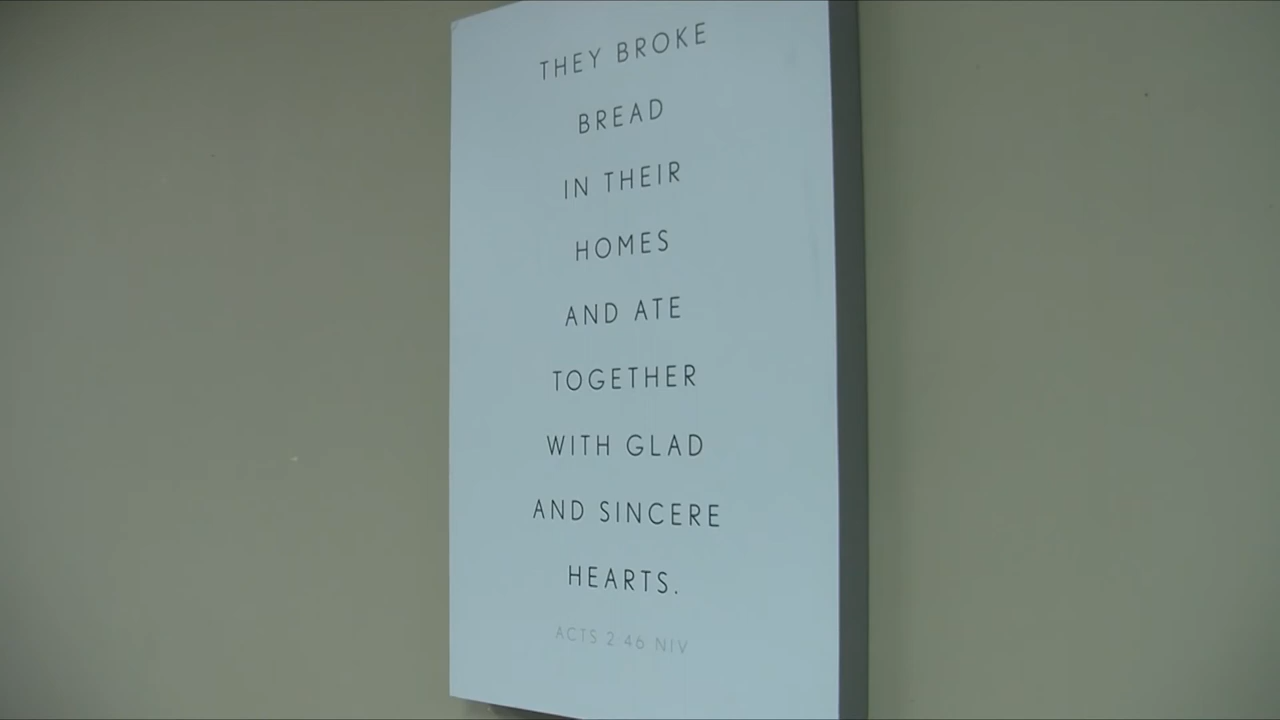 THEY BROKE
BREAD
IN THEIR
HOMES
AND ATE
TOGETHER
WITH GLAD
AND SINCERE
HEARTS.
ACTS 2 46 NIV